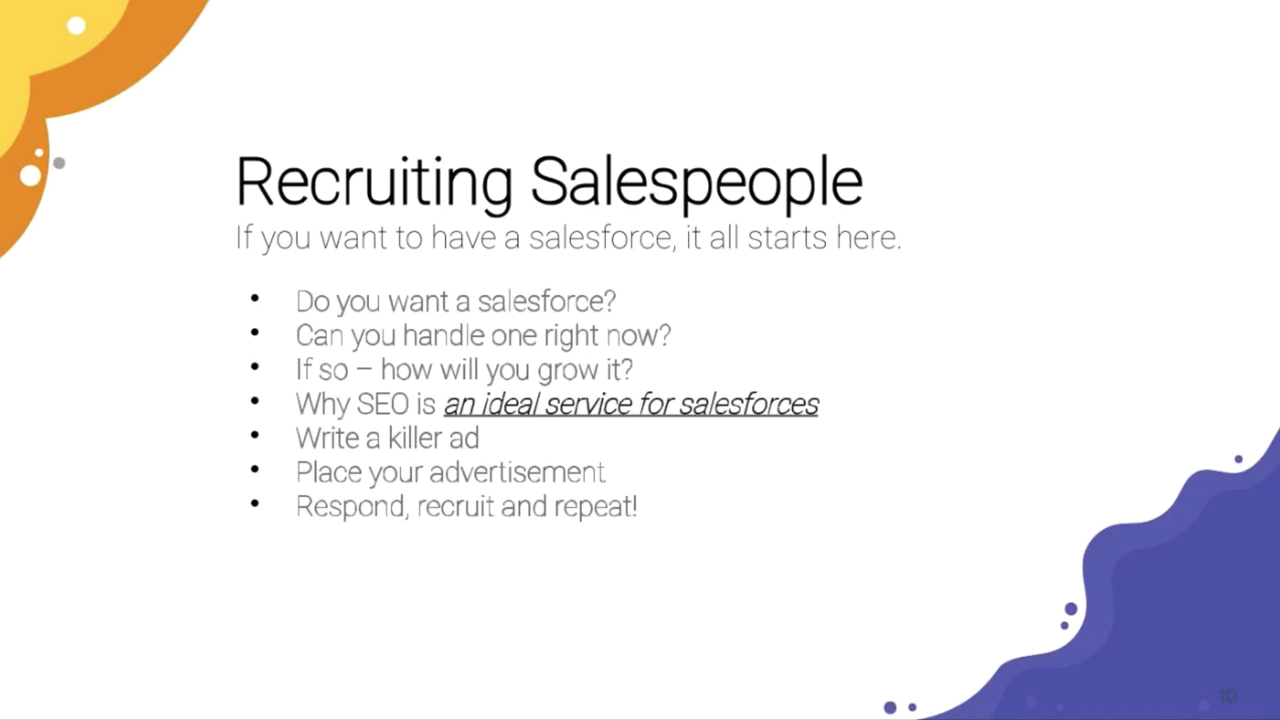 Recruiting Salespeople
If you want to have a salesforce, it all starts here.
• Do you want a salesforce?
• Can you handle one right now?
• If so – how will you grow it?
• Why SEO is an ideal service for salesforces
• Write a killer ad
• Place your advertisement
• Respond, recruit and repeat!
10